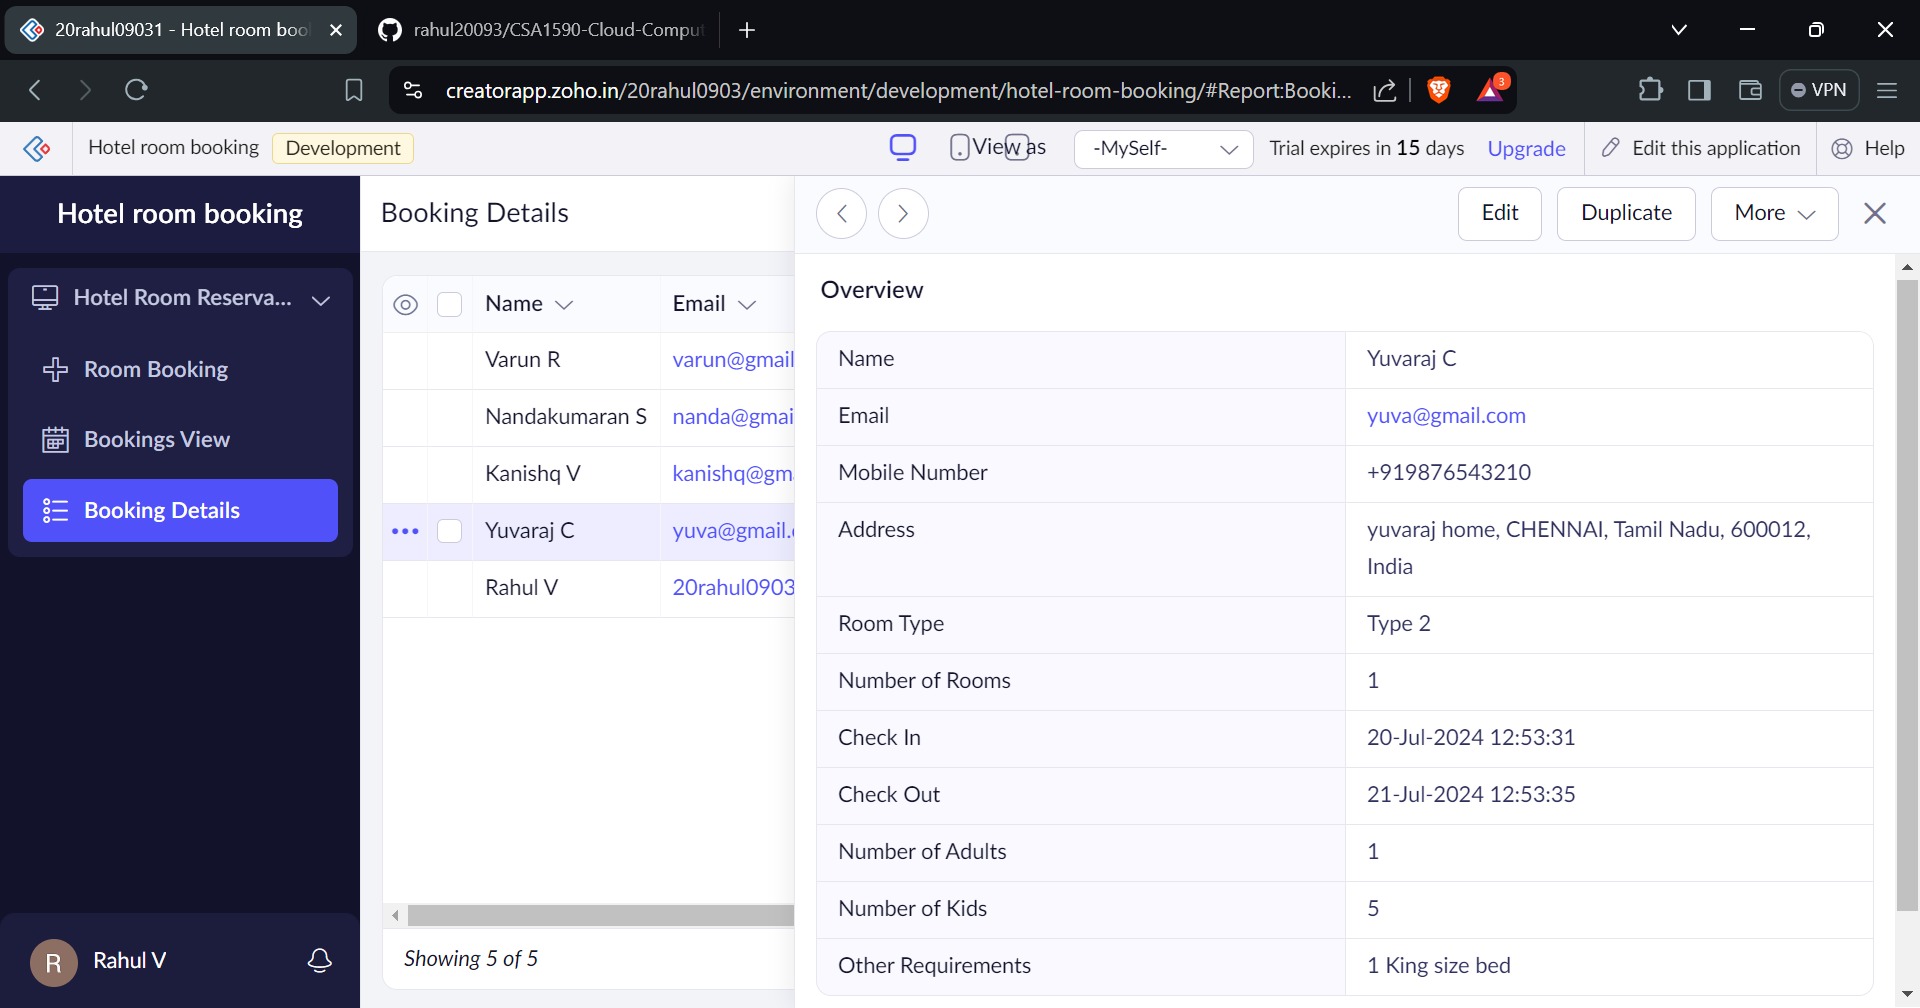 20rahul09031 - Hotel room boo
rahul20093/CSA1590-Cloud-Comput
creatorapp.zoho.in/20rahul0903/environment/development/hotel-room-booking/#Report:Booki...
3
VPN
Hotel room booking
Development
View as
-MySelf-
Trial expires in 15 days
Upgrade
Edit this application
Help
Hotel room booking
Hotel Room Reserva...
Room Booking
Bookings View
Booking Details
R
Rahul V
Booking Details
Name
Email
Varun R
varun@gmail
Nandakumaran S
nanda@gmai
Kanishq V
kanishq@gm
Yuvaraj C
yuva@gmail.
Rahul V
20rahul0903
Showing 5 of 5
Edit
Duplicate
More
Overview
Name
Yuvaraj C
Email
yuva@gmail.com
Mobile Number
+919876543210
Address
yuvaraj home, CHENNAI, Tamil Nadu, 600012,
India
Room Type
Type 2
Number of Rooms
1
Check In
20-Jul-2024 12:53:31
Check Out
21-Jul-2024 12:53:35
Number of Adults
1
Number of Kids
5
Other Requirements
1 King size bed